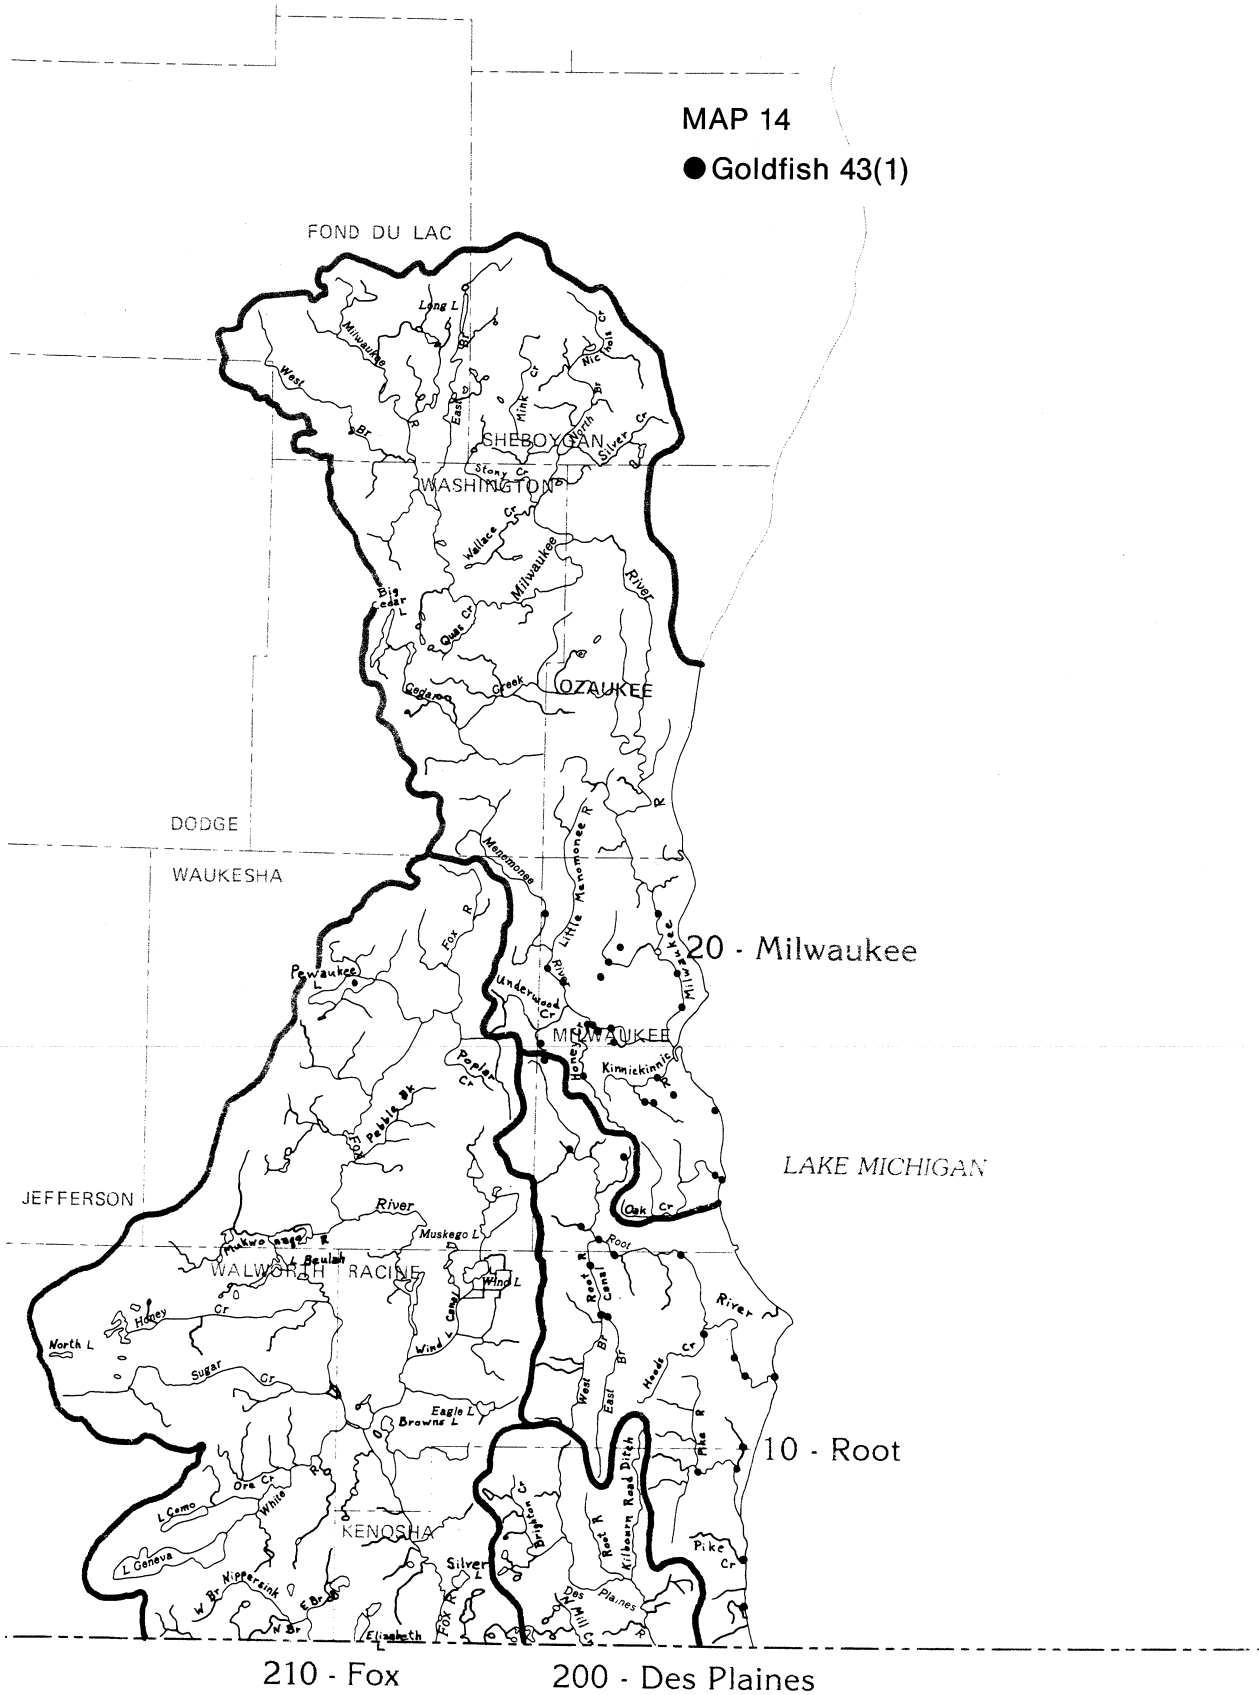 MAP 14
Goldfish 43(1)
FOND DU LAC
Long L
Milwaukee
R
West
Br
East
Br
Mink
Cr
Nichols
Cr
North
Br
Silver
Cr
SHEBOYGAN
Stony Cr
WASHINGTON
Wallace
Cr
Milwaukee
River
Big
Cedar
L
Quas Cr
Cedar
Creek
OZAUKEE
R
DODGE
WAUKESHA
Menomonee
River
Little Menomonee R
Fox
R
Milwaukee
Milwaukee
20 - Milwaukee
Pewaukee
L
Underwood
Cr
MILWAUKEE
Honey
Kinnickinnic
R
Poplar
Cr
Pebble Bk
Fox
River
LAKE MICHIGAN
JEFFERSON
Oak Cr
Mukwonago R
Muskego L
L Beulah
WALWORTH
RACINE
Wind L
Root
Root R
Canal
River
Honey
Cr
North L
Wind L Canal
Sugar
Cr
Hoods
Cr
West
Br
East
Br
Eagle L
Browns L
Pike
R
10 - Root
Ore Cr
R
White
L Como
L Geneva
KENOSHA
Brighton
Cr
Root R
Kilbourn Road Ditch
Pike
Cr
Silver
L
W Br
Nippersink
E Br
N Br
Elizabeth
L
Fox R
Des
Plaines
R
N Mill
210 - Fox
200 - Des Plaines